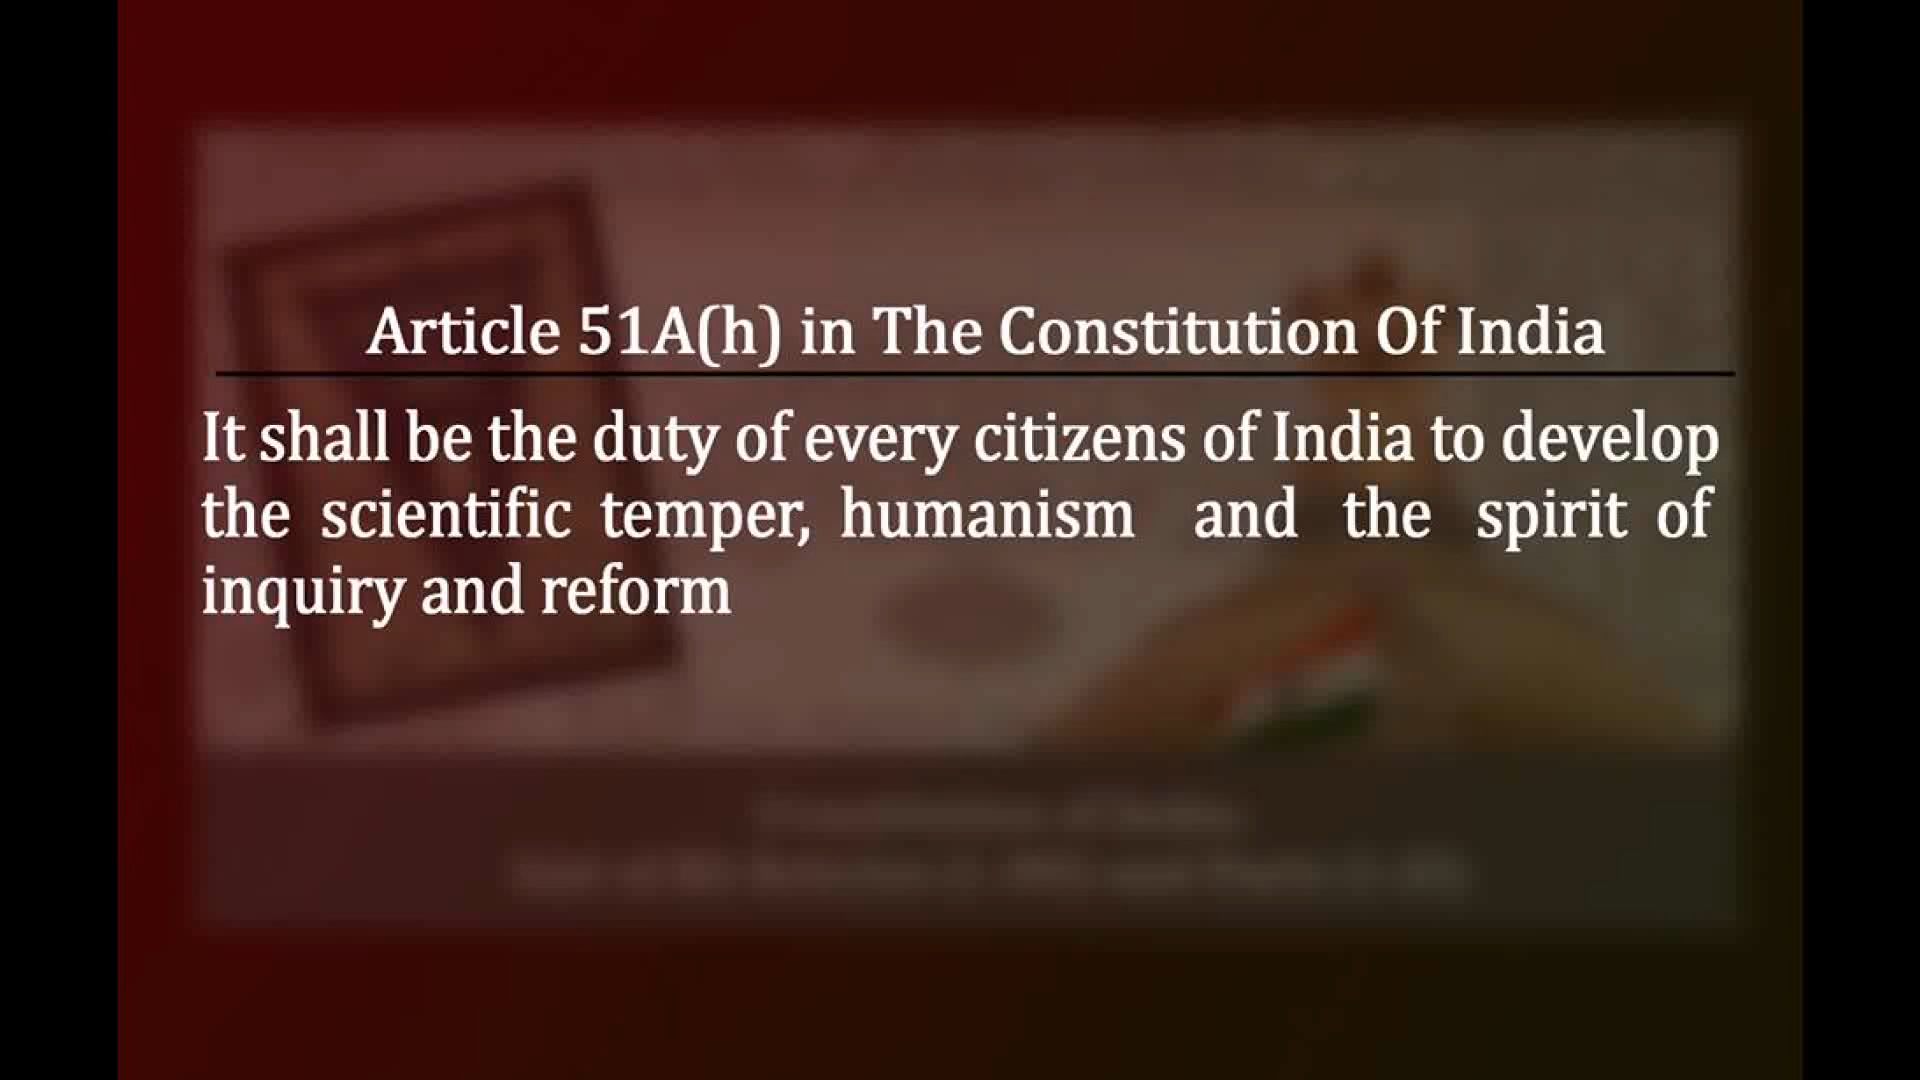 Article 51A(h) in The Constitution Of India
It shall be the duty of every citizens of India to develop
the scientific temper, humanism and the spirit of
inquiry and reform